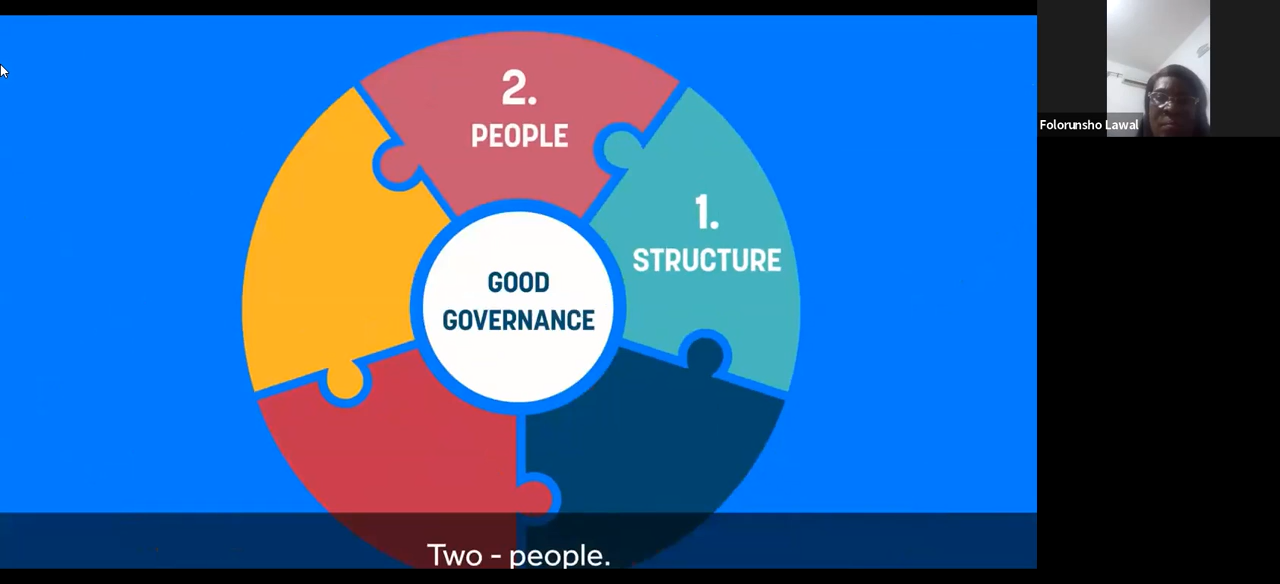 2.
PEOPLE
1.
STRUCTURE
GOOD
GOVERNANCE
Two - people.
Folorunsho Lawal